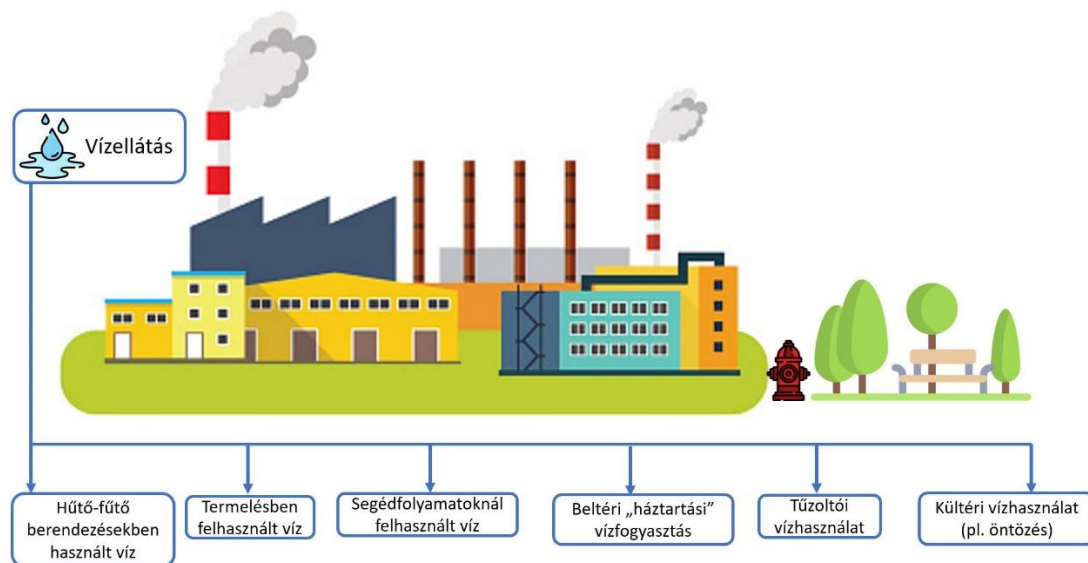 Vízellátás
Hűtő-fűtő
berendezésekben
használt víz
Termelésben
felhasznált víz
Segédfolyamatoknál
felhasznált víz
Beltéri „háztartási”
vízfogyasztás
Tűzoltói
vízhasználat
Kültéri vízhasználat
(pl. öntözés)